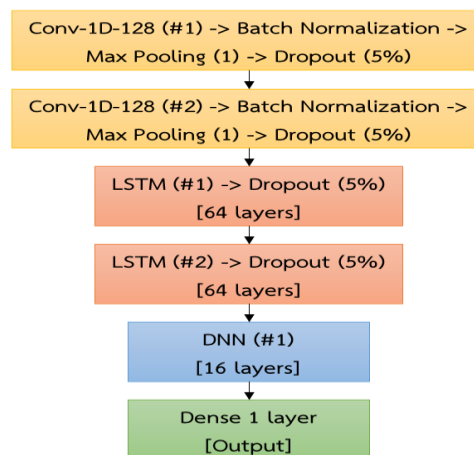 Conv-1D-128 (#1) -> Batch Normalization ->
Max Pooling (1) -> Dropout (5%)
Conv-1D-128 (#2) -> Batch Normalization ->
Max Pooling (1) -> Dropout (5%)
LSTM (#1) -> Dropout (5%)
[64 layers]
LSTM (#2) -> Dropout (5%)
[64 layers]
DNN (#1)
[16 layers]
Dense 1 layer
[Output]